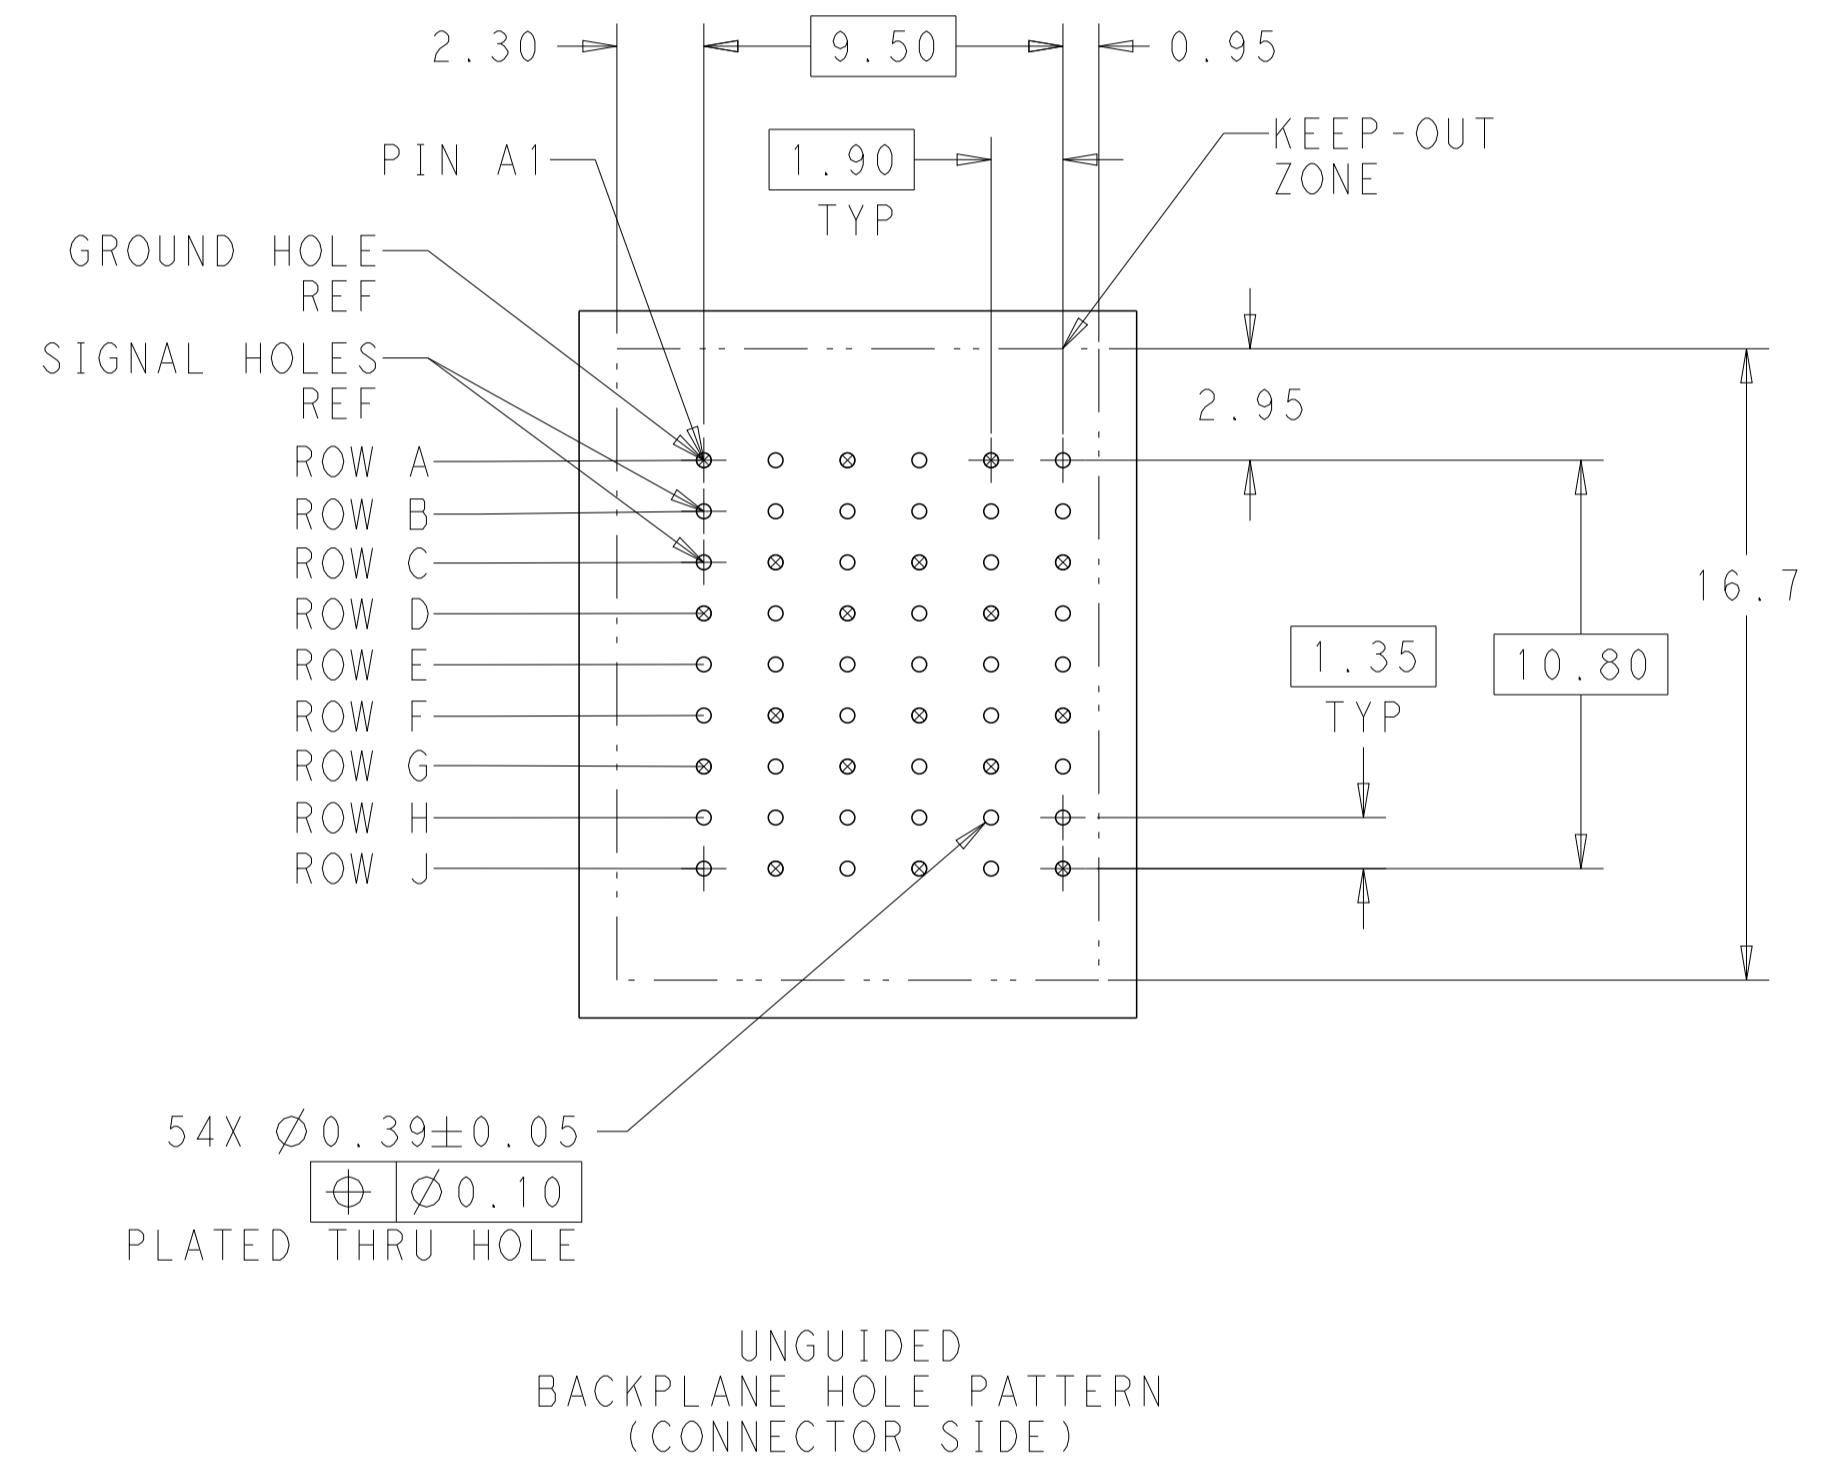 2.30
9.50
0.95
PIN A1
1.90
TYP
KEEP-OUT
ZONE
GROUND HOLE
REF
SIGNAL HOLES
REF
2.95
ROW A
ROW B
ROW C
ROW D
ROW E
ROW F
ROW G
ROW H
ROW J
16.7
1.35
TYP
10.80
54X ⌀0.39±0.05
⌖ ⌀0.10
PLATED THRU HOLE
UNGUIDED
BACKPLANE HOLE PATTERN
(CONNECTOR SIDE)